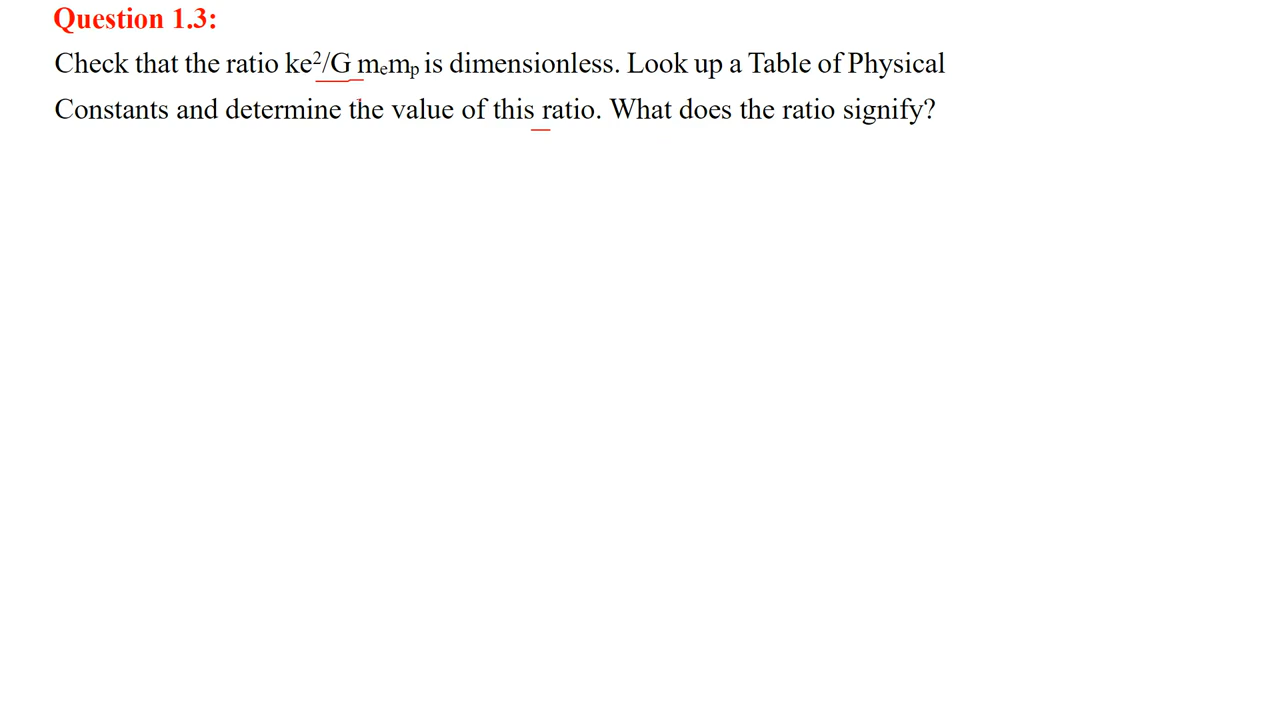 Question 1.3:
Check that the ratio ke²/G mₑmₚ is dimensionless. Look up a Table of Physical
Constants and determine the value of this ratio. What does the ratio signify?